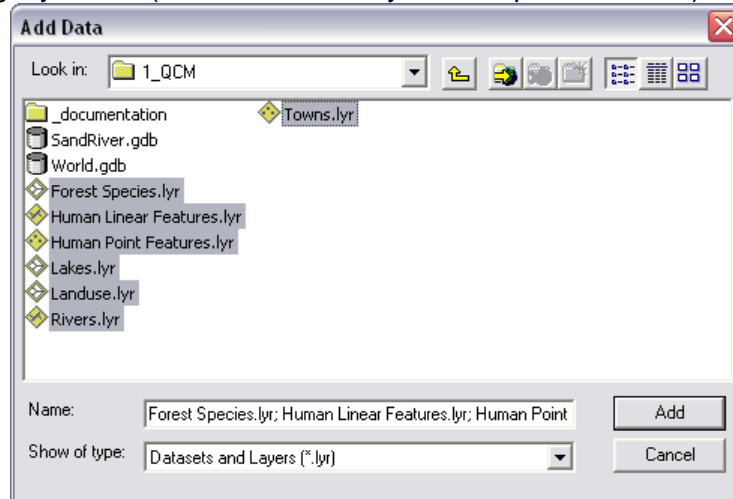 Add Data
Look in: 1_QCM
_documentation
SandRiver.gdb
World.gdb
Forest Species.lyr
Human Linear Features.lyr
Human Point Features.lyr
Lakes.lyr
Landuse.lyr
Rivers.lyr
Towns.lyr
Name: Forest Species.lyr; Human Linear Features.lyr; Human Point
Add
Show of type: Datasets and Layers (*.lyr)
Cancel